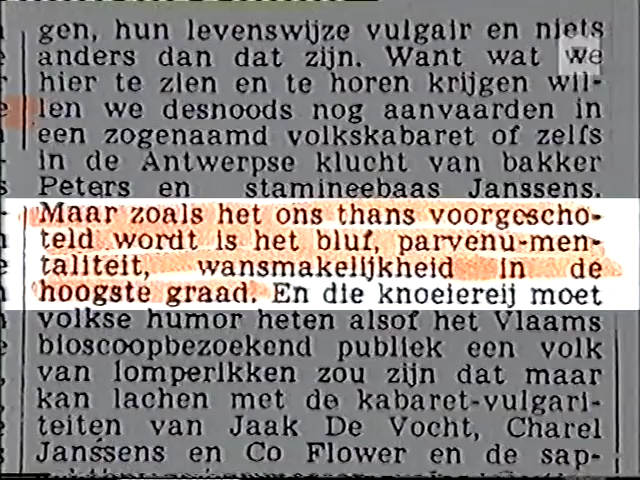 gen, hun levenswijze vulgair en niets
anders dan dat zijn. Want wat we
hier te zien en te horen krijgen wil-
len we desnoods nog aanvaarden in
een zogenaamd volkskabaret of zelfs
in de Antwerpse klucht van bakker
Peters en stamineebaas Janssens.
Maar zoals het ons thans voorgescho-
teld wordt is het bluf, parvenu-men-
taliteit, wansmakelijkheid in de
hoogste graad. En die knoeiereij moet
volkse humor heten alsof het Vlaams
bioscoopbezoekend publiek een volk
van lomperikken zou zijn dat maar
kan lachen met de kabaret-vulgari-
teiten van Jaak De Vocht, Charel
Janssens en Co Flower en de sap-